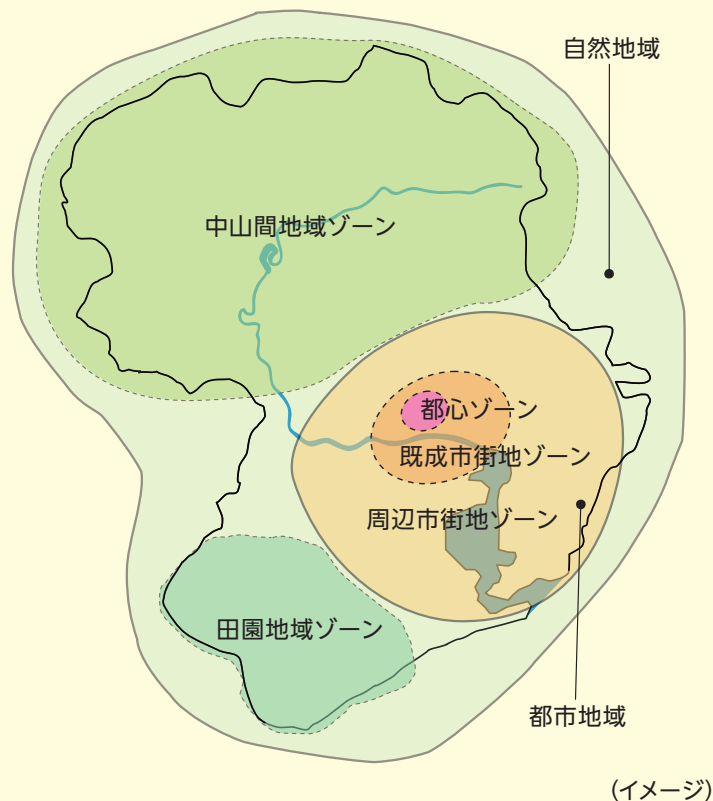 自然地域
中山間地域ゾーン
都心ゾーン
既成市街地ゾーン
周辺市街地ゾーン
田園地域ゾーン
都市地域
（イメージ）